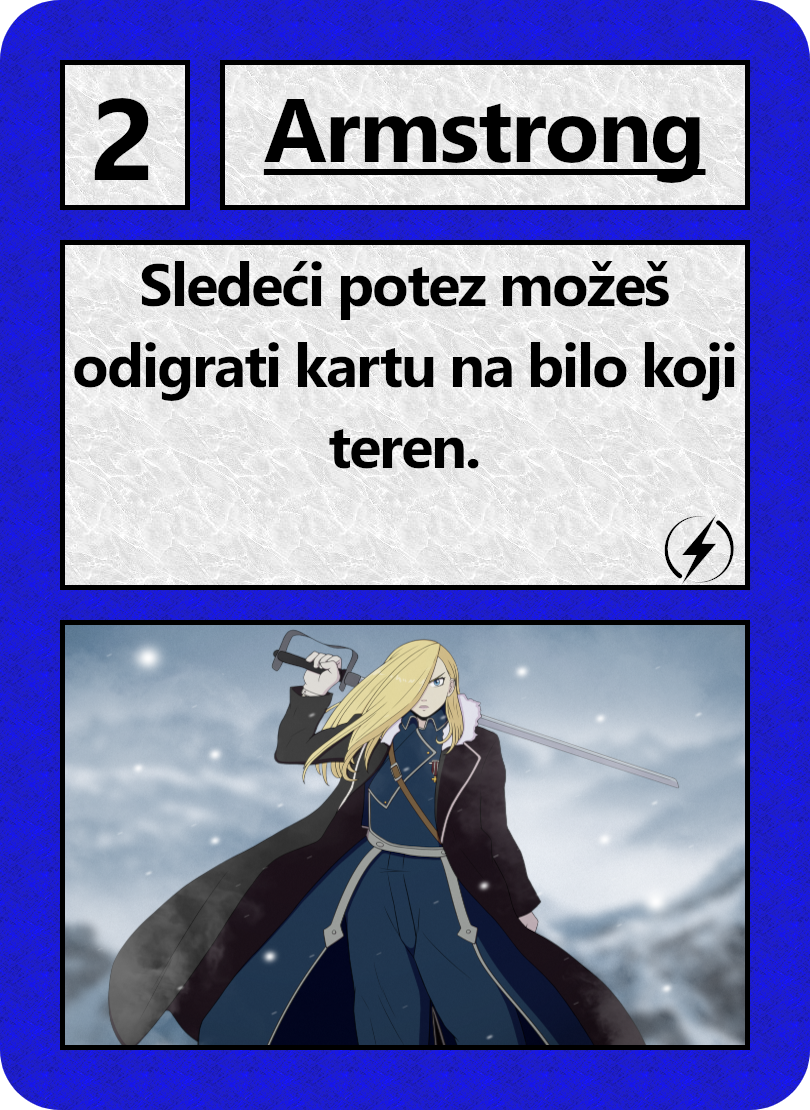 2
Armstrong
Sledeći potez možeš
odigrati kartu na bilo koji
teren.